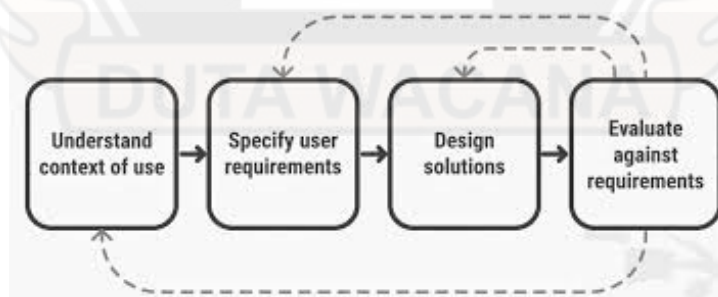 DUTA WACANA
Understand
context of use
Specify user
requirements
Design
solutions
Evaluate
against
requirements